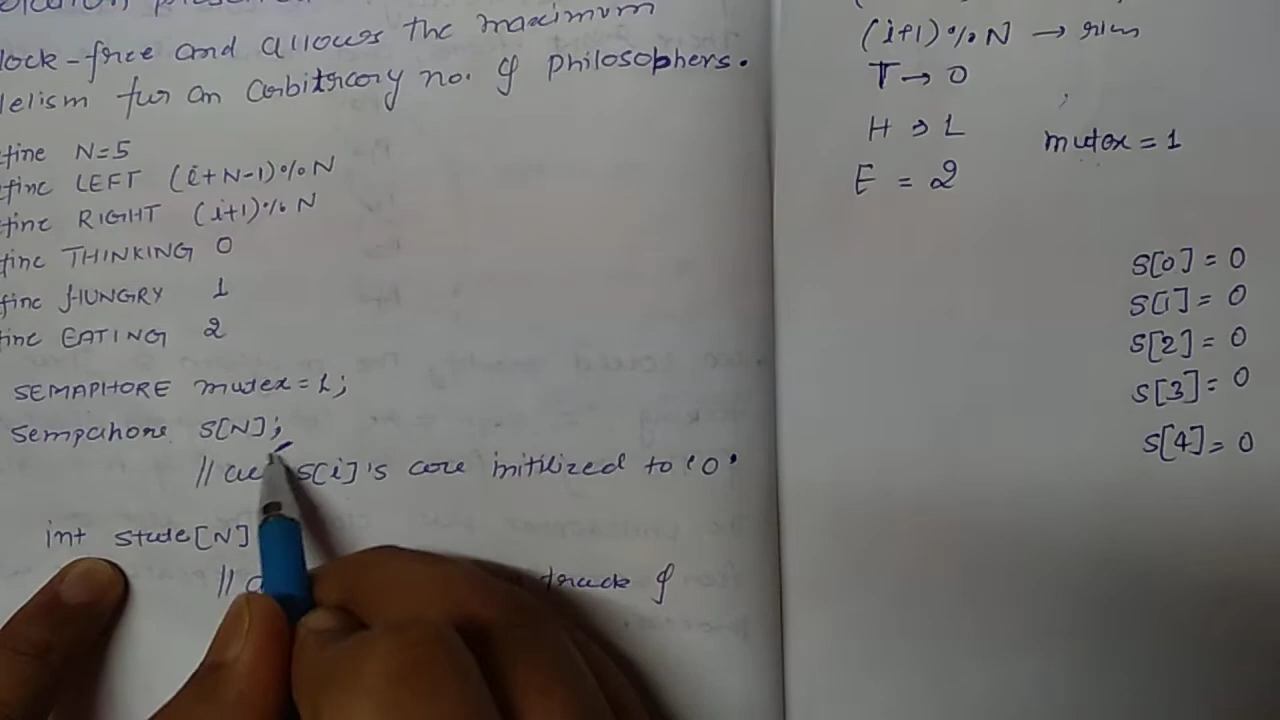 lock-free and allows the maximum
lelism for an arbitrary no. of philosophers.
fine N=5
fine LEFT (i+N-1)%N
fine RIGHT (i+1)%N
fine THINKING 0
fine HUNGRY 1
fine EATING 2
SEMAPHORE mutex=1;
Sempahore S[N];
// all s[i]'s are initilized to '0'
int state[N]
// track of
(i+1)%N →
T → 0
H → 1
mutex = 1
E = 2
S[0] = 0
S[1] = 0
S[2] = 0
S[3] = 0
S[4] = 0